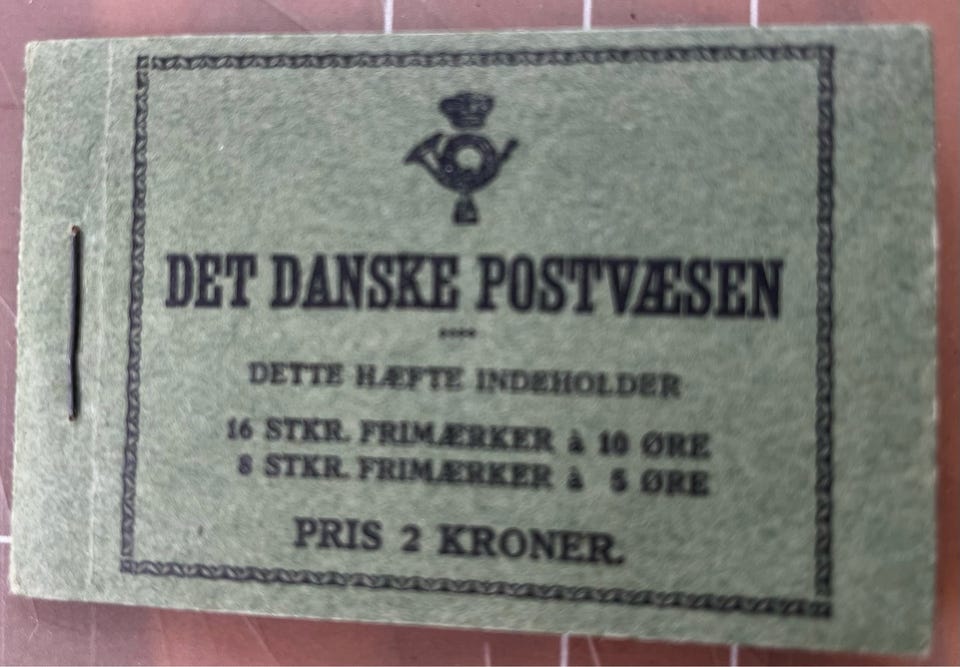 DET DANSKE POSTVÆSEN
DETTE HÆFTE INDEHOLDER
16 STKR. FRIMÆRKER à 10 ØRE
8 STKR. FRIMÆRKER à 5 ØRE
PRIS 2 KRONER.